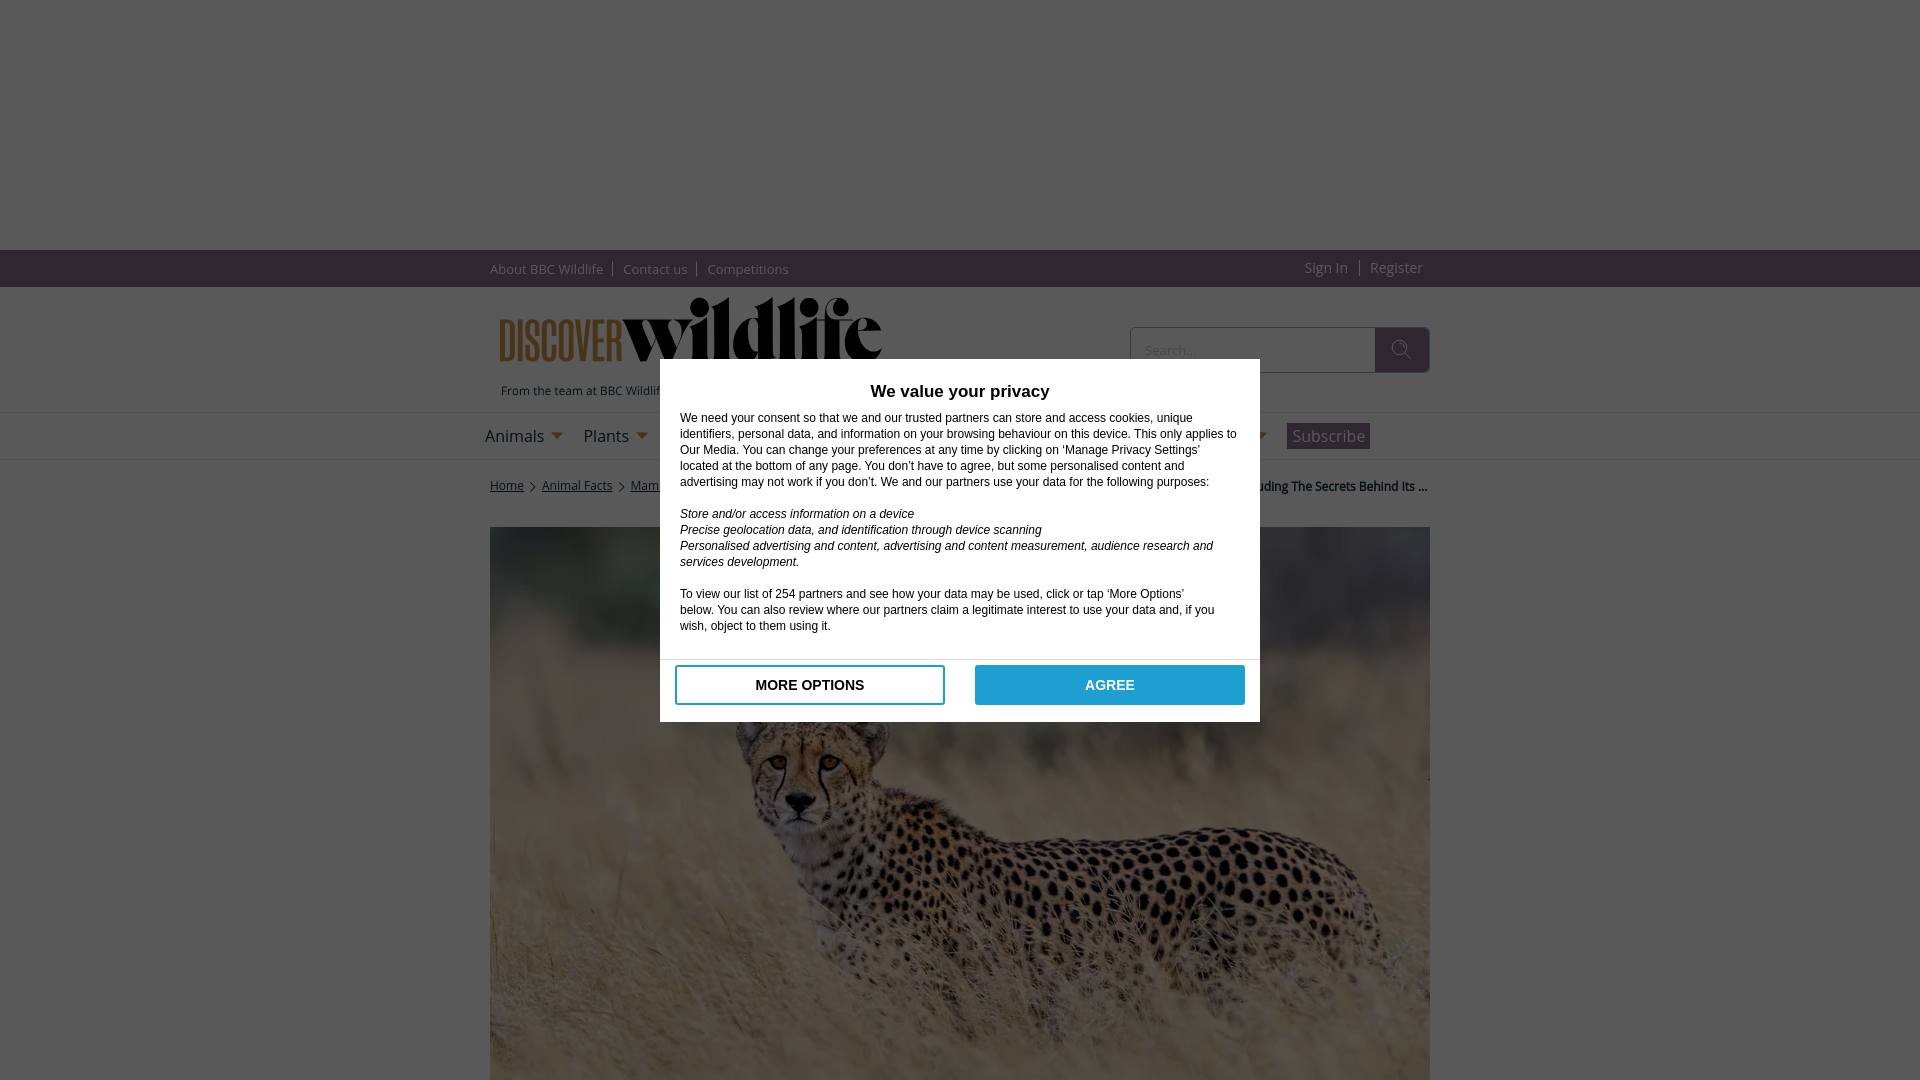 About BBC Wildlife
Contact us
Competitions
Sign In
Register
DISCOVER wildlife
Search...
From the team at BBC
Animals
Plants
Subscribe
Home
Animal Facts
The Secrets Behind Its ...
We value your privacy
We need your consent so that we and our trusted partners can store and access cookies, unique
identifiers, personal data, and information on your browsing behaviour on this device. This only applies to
Our Media. You can change your preferences at any time by clicking on ‘Manage Privacy Settings’
located at the bottom of any page. You don’t have to agree, but some personalised content and
advertising may not work if you don’t. We and our partners use your data for the following purposes:
Store and/or access information on a device
Precise geolocation data, and identification through device scanning
Personalised advertising and content, advertising and content measurement, audience research and
services development.
To view our list of 254 partners and see how your data may be used, click or tap ‘More Options’
below. You can also review where our partners claim a legitimate interest to use your data and, if you
wish, object to them using it.
MORE OPTIONS
AGREE